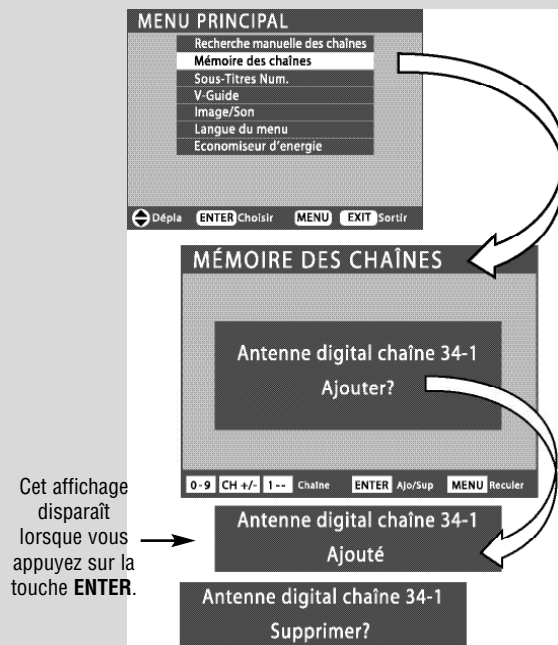 MENU PRINCIPAL
Recherche manuelle des chaînes
Mémoire des chaînes
Sous-Titres Num.
V-Guide
Image/Son
Langue du menu
Economiseur d'energie
Dépla ENTER Choisir MENU EXIT Sortir
MÉMOIRE DES CHAÎNES
Antenne digital chaîne 34-1
Ajouter?
0-9 CH +/- 1-- Chaîne ENTER Ajo/Sup MENU Reculer
Cet affichage
disparaît
lorsque vous
appuyez sur la
touche ENTER.
Antenne digital chaîne 34-1
Ajouté
Antenne digital chaîne 34-1
Supprimer?